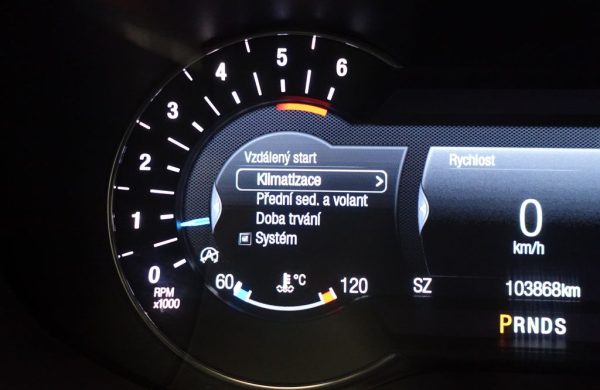 6
5
4
3
2
1
0
RPM
x1000
Vzdálený start
Klimatizace >
Přední sed. a volant
Doba trvání
Systém
60 °C 120
Rychlost
0
km/h
SZ 103868km
PRNDS